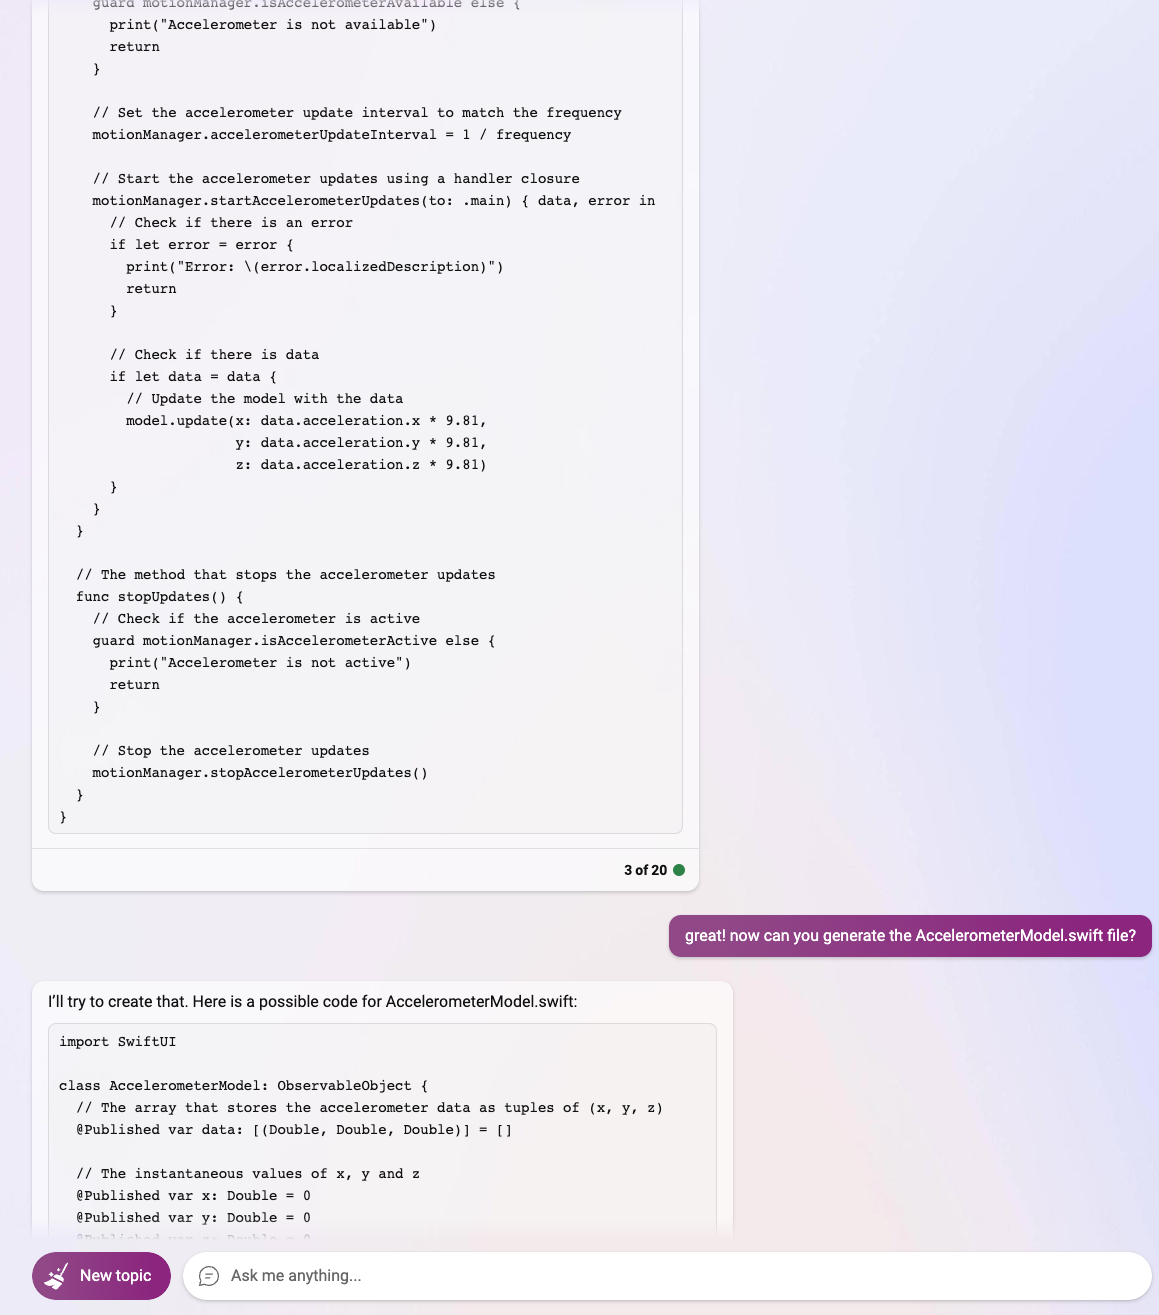 guard motionManager.isAccelerometerAvailable else {
print("Accelerometer is not available")
return
}
// Set the accelerometer update interval to match the frequency
motionManager.accelerometerUpdateInterval = 1 / frequency
// Start the accelerometer updates using a handler closure
motionManager.startAccelerometerUpdates(to: .main) { data, error in
// Check if there is an error
if let error = error {
print("Error: \(error.localizedDescription)")
return
}
// Check if there is data
if let data = data {
// Update the model with the data
model.update(x: data.acceleration.x * 9.81,
y: data.acceleration.y * 9.81,
z: data.acceleration.z * 9.81)
}
}
}
// The method that stops the accelerometer updates
func stopUpdates() {
// Check if the accelerometer is active
guard motionManager.isAccelerometerActive else {
print("Accelerometer is not active")
return
}
// Stop the accelerometer updates
motionManager.stopAccelerometerUpdates()
}
}
3 of 20
great! now can you generate the AccelerometerModel.swift file?
I'll try to create that. Here is a possible code for AccelerometerModel.swift:
import SwiftUI
class AccelerometerModel: ObservableObject {
// The array that stores the accelerometer data as tuples of (x, y, z)
@Published var data: [(Double, Double, Double)] = []
// The instantaneous values of x, y and z
@Published var x: Double = 0
@Published var y: Double = 0
@Published var z: Double = 0
New topic
Ask me anything...